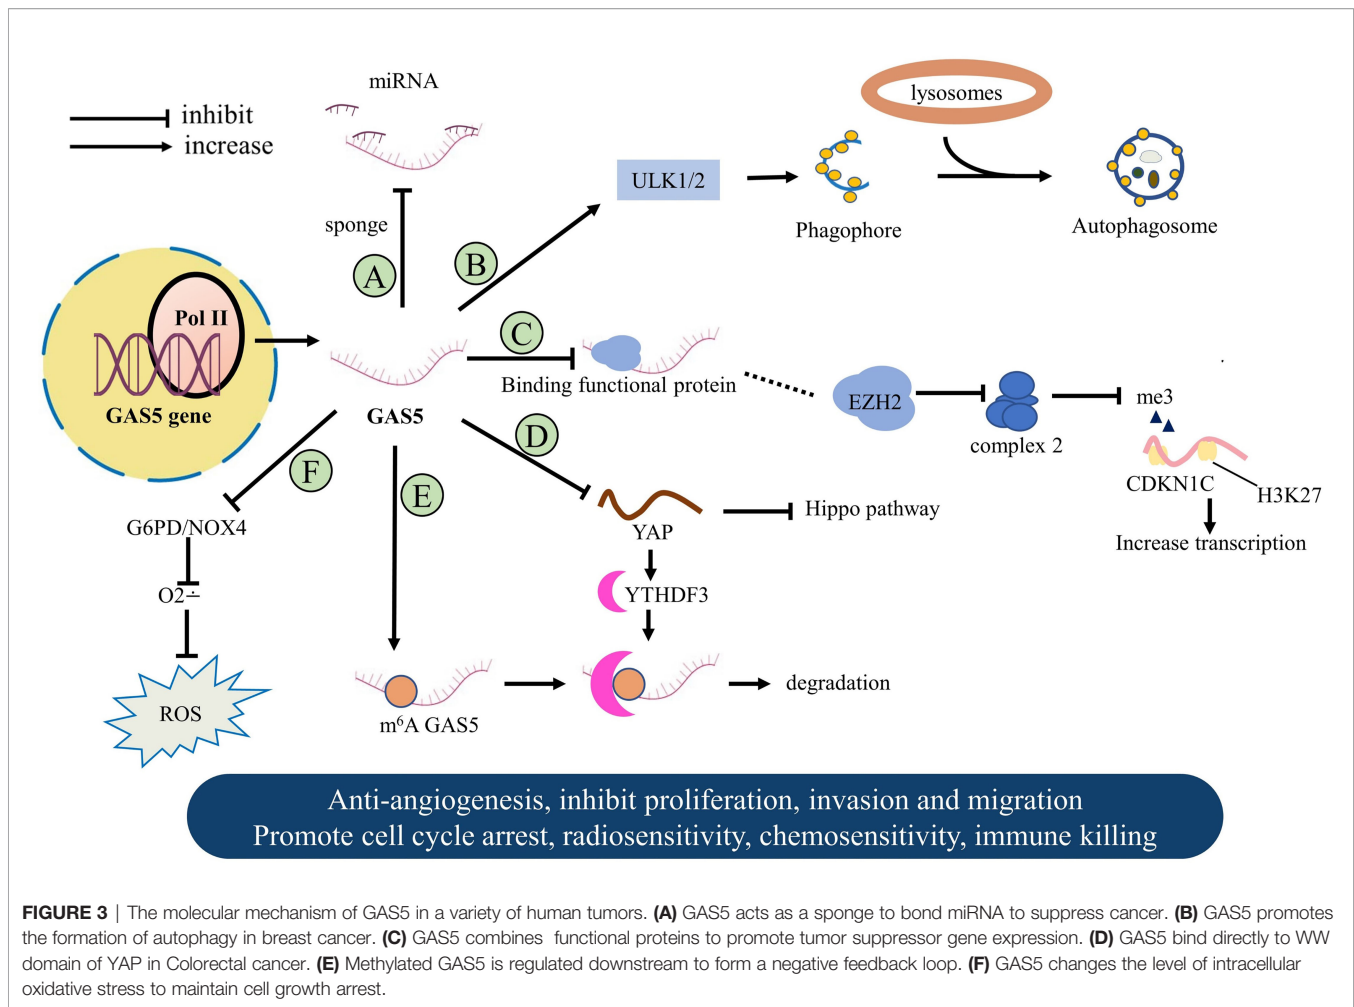 inhibit
increase
miRNA
sponge
A
B
ULK1/2
lysosomes
Phagophore
Autophagosome
Pol II
GAS5 gene
GAS5
C
Binding functional protein
EZH2
complex 2
me3
CDKN1C
H3K27
Increase transcription
D
YAP
Hippo pathway
YTHDF3
F
G6PD/NOX4
O2∸
ROS
E
m⁶A GAS5
degradation
Anti-angiogenesis, inhibit proliferation, invasion and migration
Promote cell cycle arrest, radiosensitivity, chemosensitivity, immune killing
FIGURE 3 | The molecular mechanism of GAS5 in a variety of human tumors. (A) GAS5 acts as a sponge to bond miRNA to suppress cancer. (B) GAS5 promotes
the formation of autophagy in breast cancer. (C) GAS5 combines functional proteins to promote tumor suppressor gene expression. (D) GAS5 bind directly to WW
domain of YAP in Colorectal cancer. (E) Methylated GAS5 is regulated downstream to form a negative feedback loop. (F) GAS5 changes the level of intracellular
oxidative stress to maintain cell growth arrest.